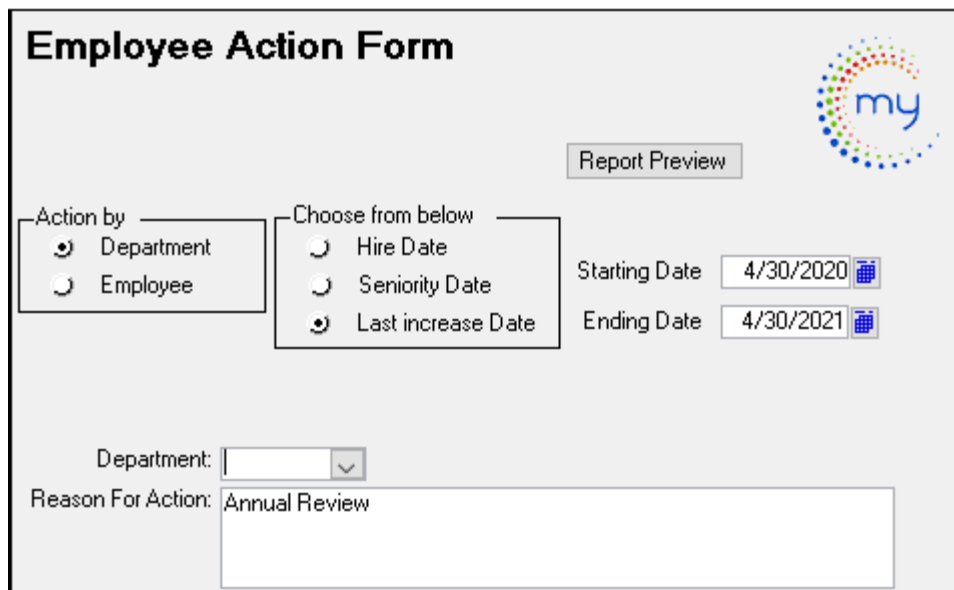 Employee Action Form
my
Report Preview
Action by
Department
Employee
Choose from below
Hire Date
Seniority Date
Last increase Date
Starting Date 4/30/2020
Ending Date 4/30/2021
Department:
Reason For Action: Annual Review